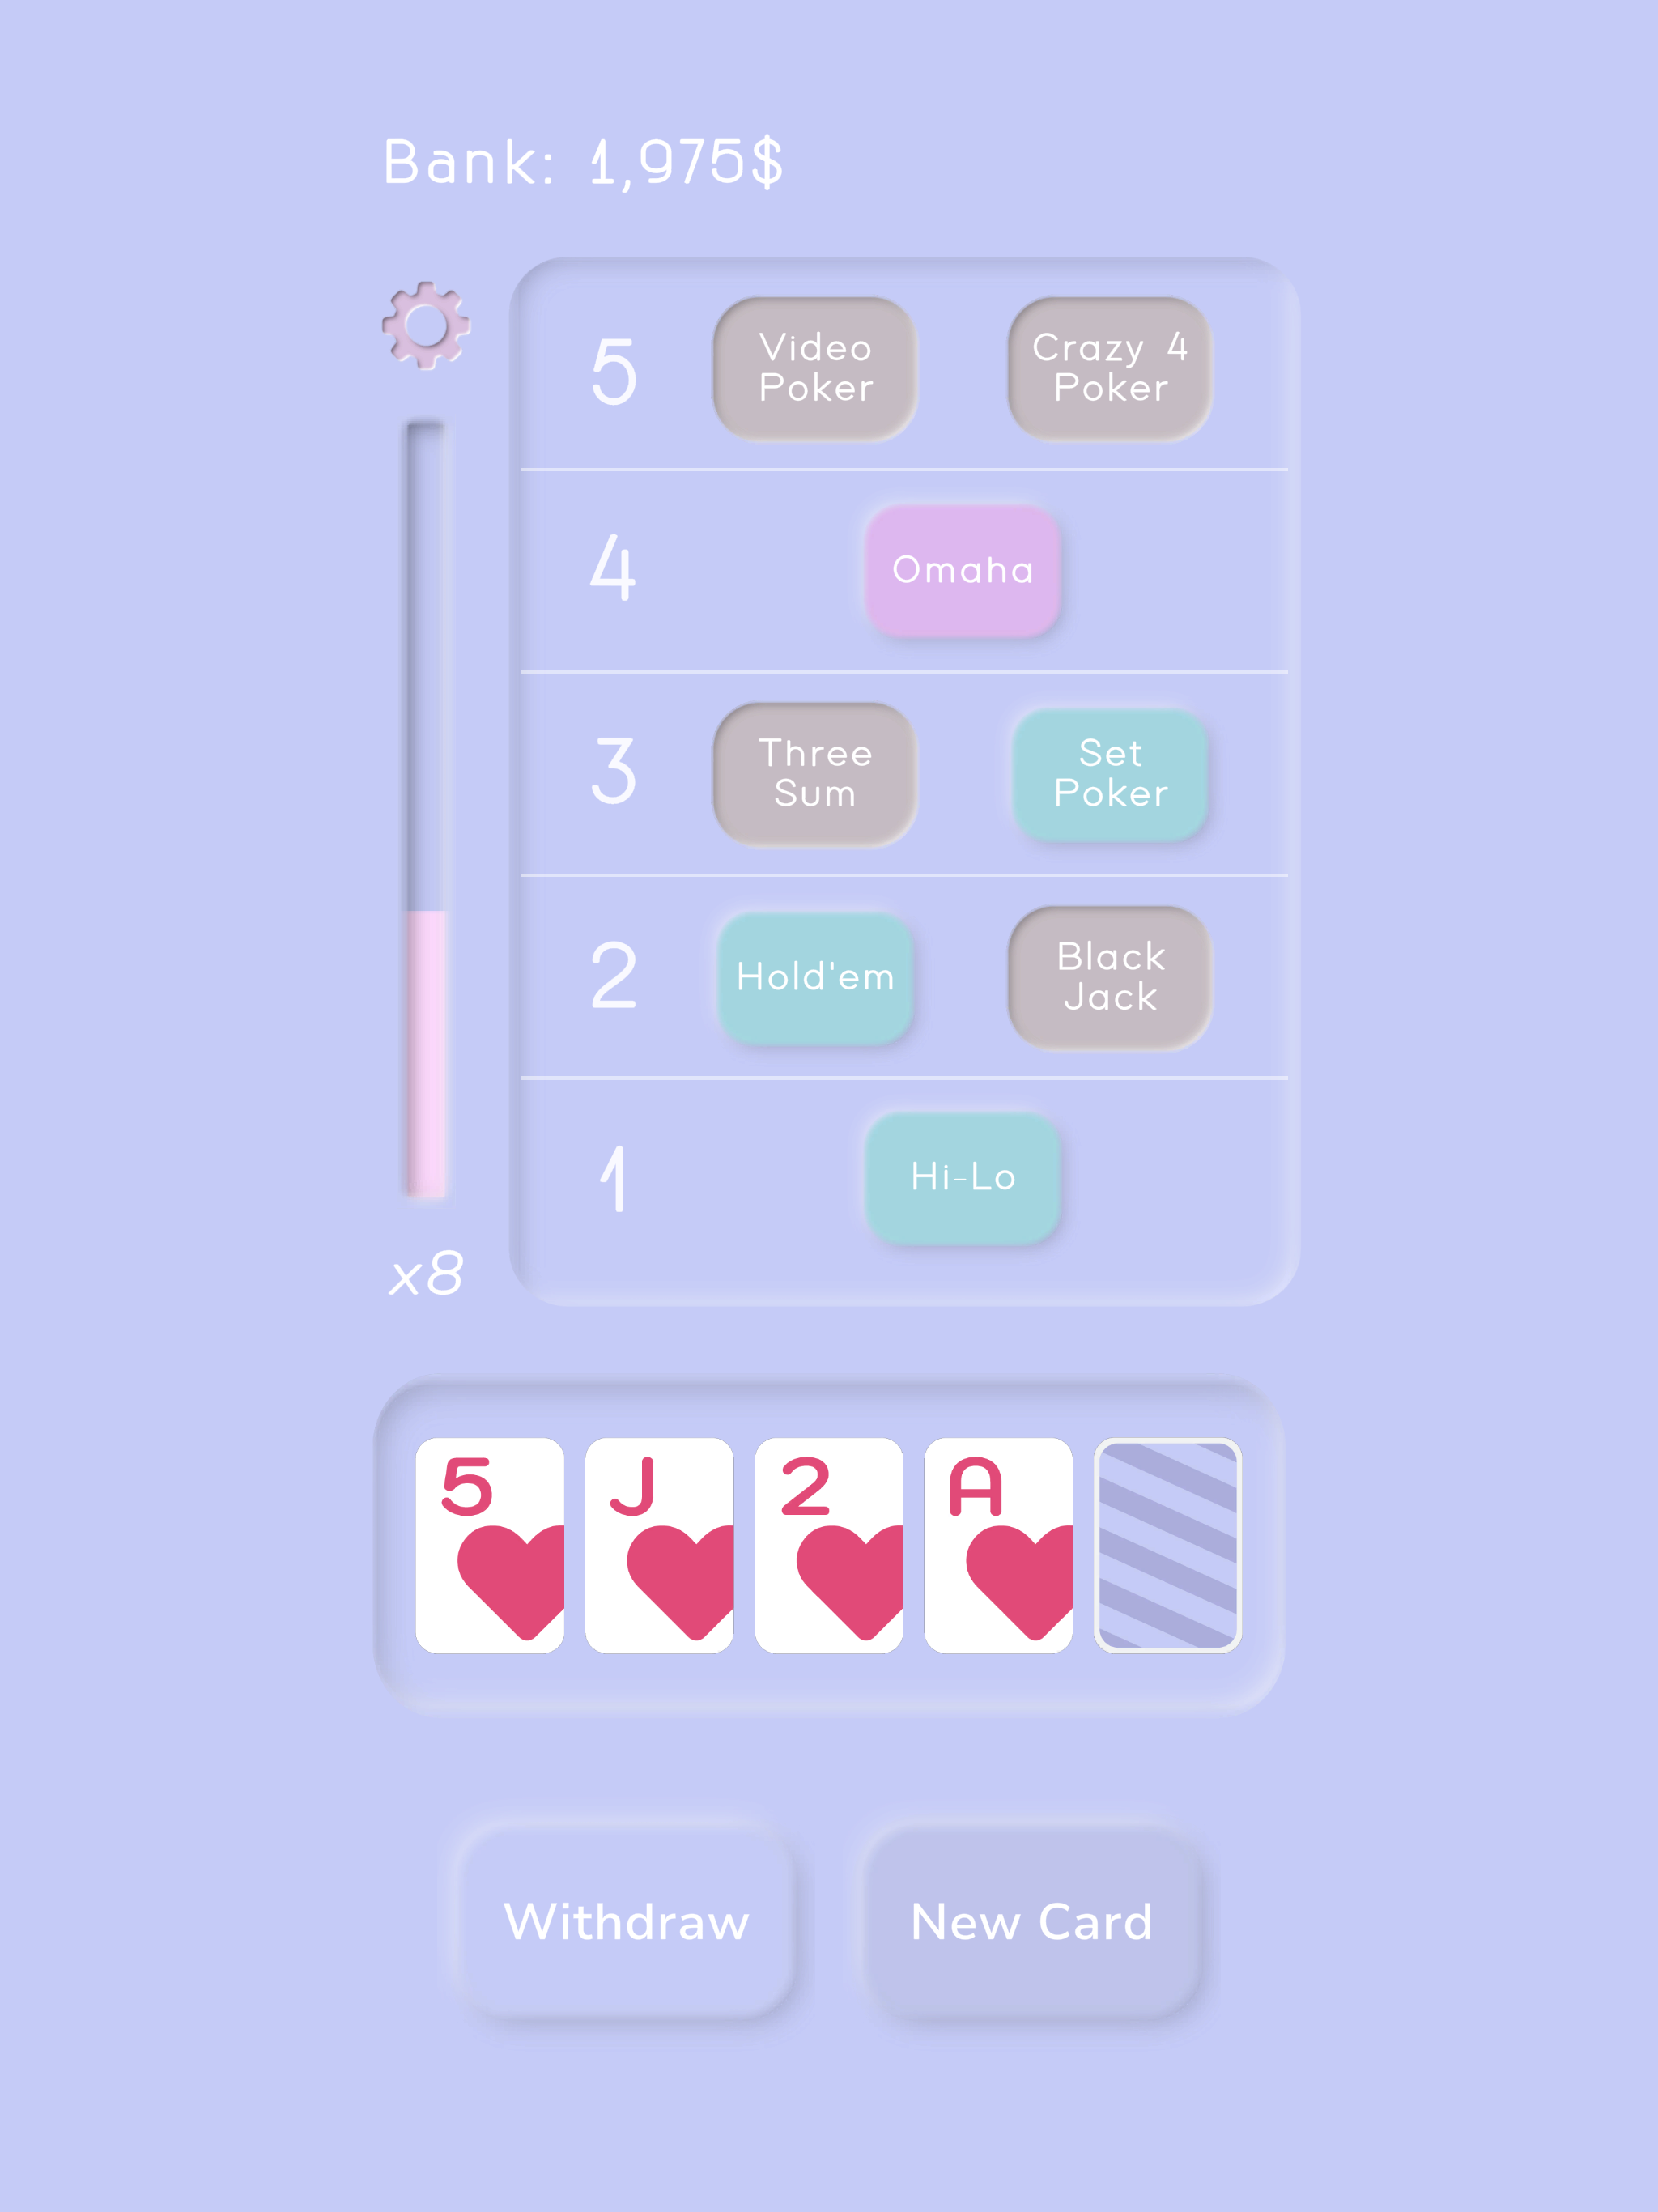 Bank: 1,975$
5
Video
Poker
Crazy 4
Poker
4
Omaha
3
Three
Sum
Set
Poker
2
Hold'em
Black
Jack
1
Hi-Lo
x8
5
J
2
A
Withdraw
New Card